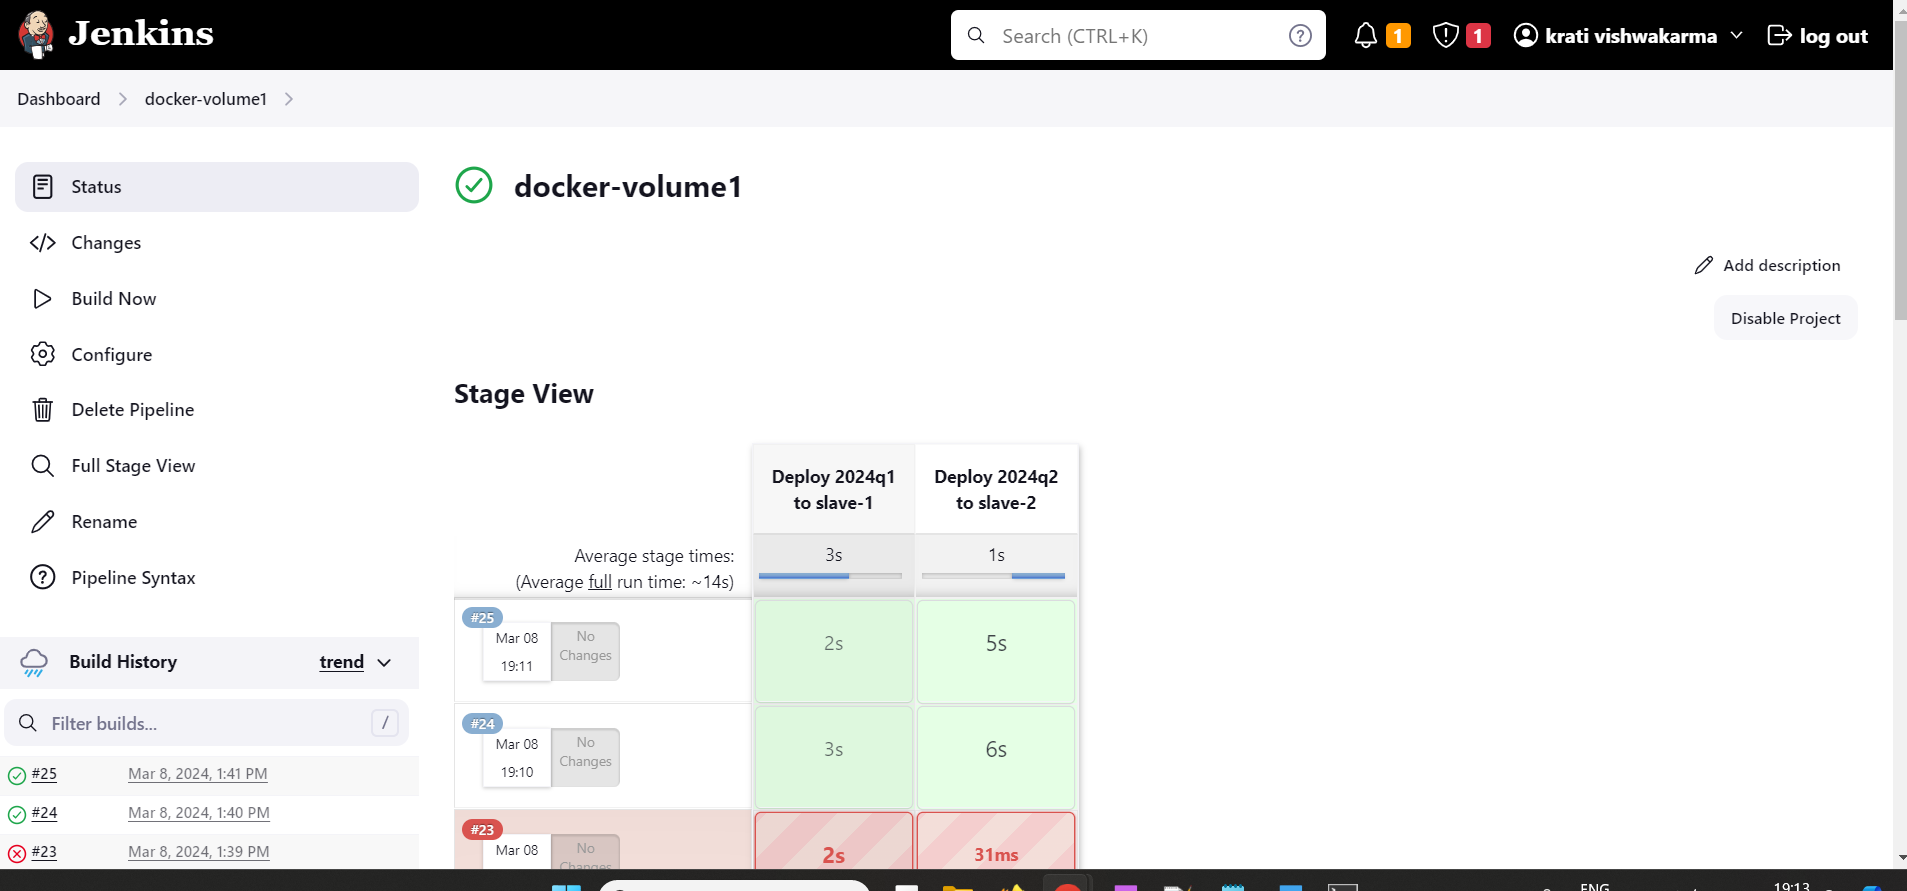 Jenkins
Search (CTRL+K)
?
1
1
krati vishwakarma
log out
Dashboard
docker-volume1
Status
Changes
Build Now
Configure
Delete Pipeline
Full Stage View
Rename
Pipeline Syntax
Build History
trend
Filter builds...
/
#25
Mar 8, 2024, 1:41 PM
#24
Mar 8, 2024, 1:40 PM
#23
Mar 8, 2024, 1:39 PM
docker-volume1
Add description
Disable Project
Stage View
Deploy 2024q1
to slave-1
Deploy 2024q2
to slave-2
Average stage times:
(Average full run time: ~14s)
3s
1s
#25
Mar 08
19:11
No
Changes
2s
5s
#24
Mar 08
19:10
No
Changes
3s
6s
#23
Mar 08
No
Changes
2s
31ms
ENG
19:13